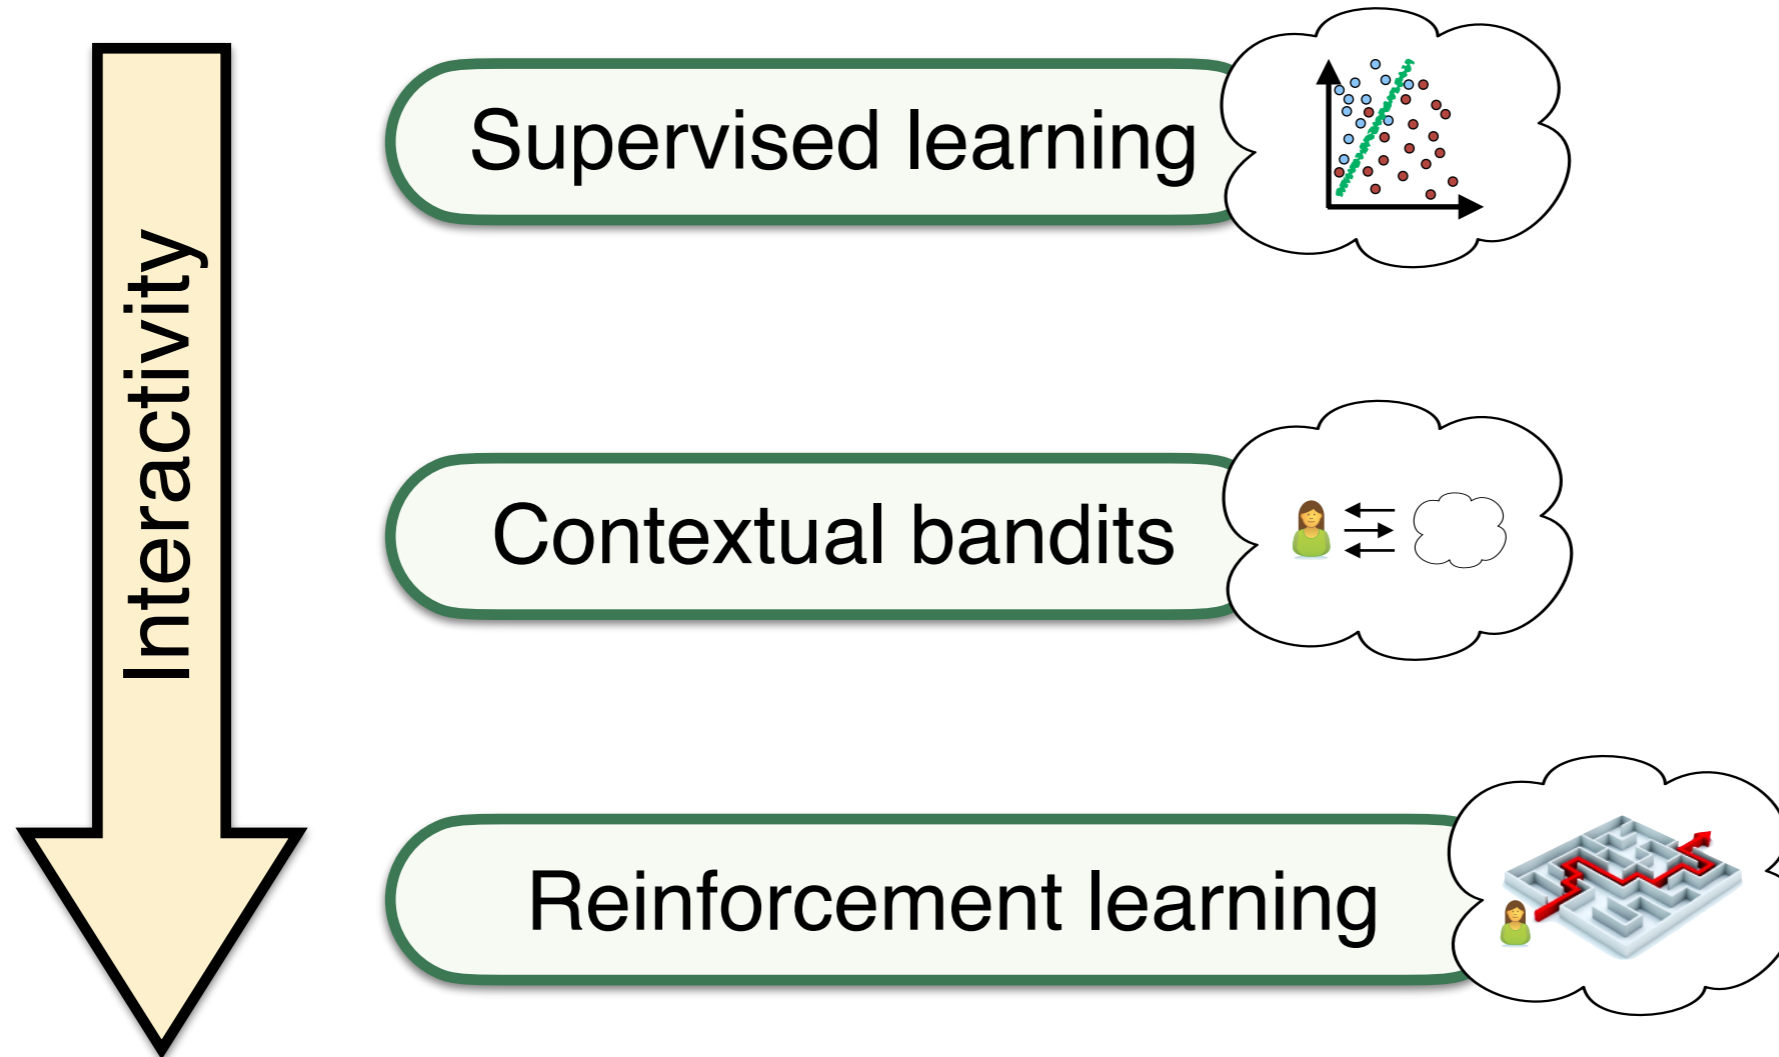 Interactivity
Supervised learning
Contextual bandits
Reinforcement learning